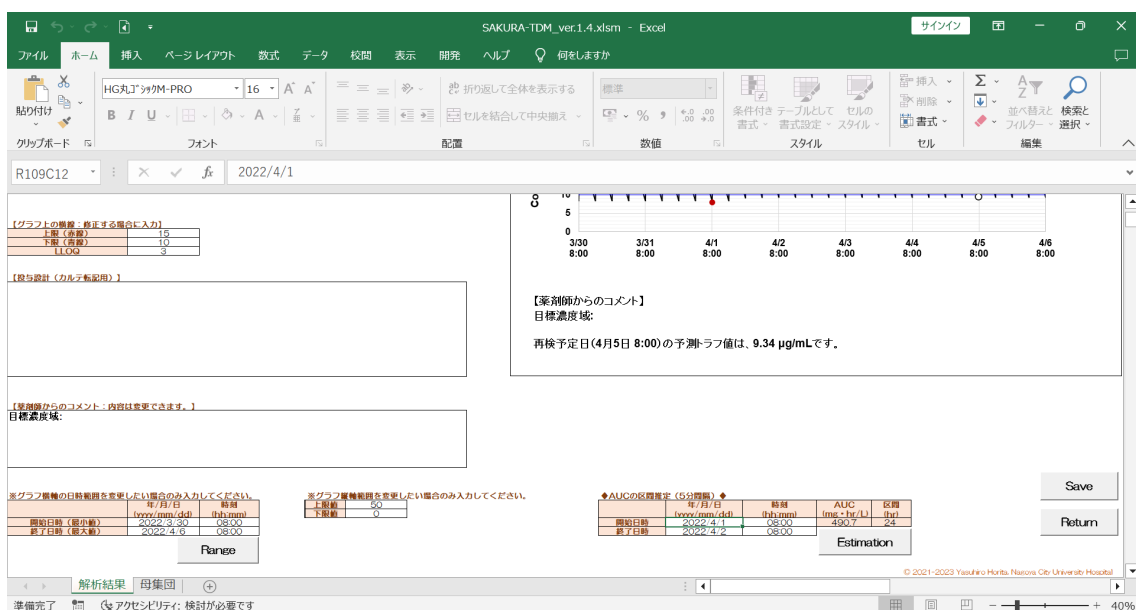 SAKURA-TDM_ver.1.4.xlsm - Excel サインイン
ファイル ホーム 挿入 ページ レイアウト 数式 データ 校閲 表示 開発 ヘルプ 何をしますか
HG丸ｺﾞｼｯｸM-PRO 16 A A 折り返して全体を表示する 標準 挿入 Σ
貼り付け B I U A セルを結合して中央揃え % 条件付き テーブルとして セルの 削除 並べ替えと 検索と
書式 書式設定 スタイル 書式 フィルター 選択
クリップボード フォント 配置 数値 スタイル セル 編集
R109C12 fx 2022/4/1
10
5
0
3/30 3/31 4/1 4/2 4/3 4/4 4/5 4/6
8:00 8:00 8:00 8:00 8:00 8:00 8:00 8:00
【グラフ上の横線：修正する場合に入力】
上限（赤線） 15
下限（青線） 10
LLOQ 3
【投与設計（カルテ転記用）】
【薬剤師からのコメント】
目標濃度域:
再検予定日(4月5日 8:00)の予測トラフ値は、9.34 μg/mLです。
【薬剤師からのコメント：内容は変更できます。】
目標濃度域:
※グラフ横軸の日時範囲を変更したい場合のみ入力してください。
年/月/日 時刻
(yyyy/mm/dd) (hh:mm)
開始日時（最小値） 2022/3/30 08:00
終了日時（最大値） 2022/4/6 08:00
Range
※グラフ縦軸範囲を変更したい場合のみ入力してください。
上限値 50
下限値 0
◆AUCの区間推定（5分間隔）◆
年/月/日 時刻 AUC 区間
(yyyy/mm/dd) (hh:mm) (mg・hr/L) (hr)
開始日時 2022/4/1 08:00 490.7 24
終了日時 2022/4/2 08:00
Estimation
Save
Return
© 2021-2023 Yasuhiro Horita, Nagoya City University Hospital
解析結果 母集団
準備完了 アクセシビリティ: 検討が必要です 40%